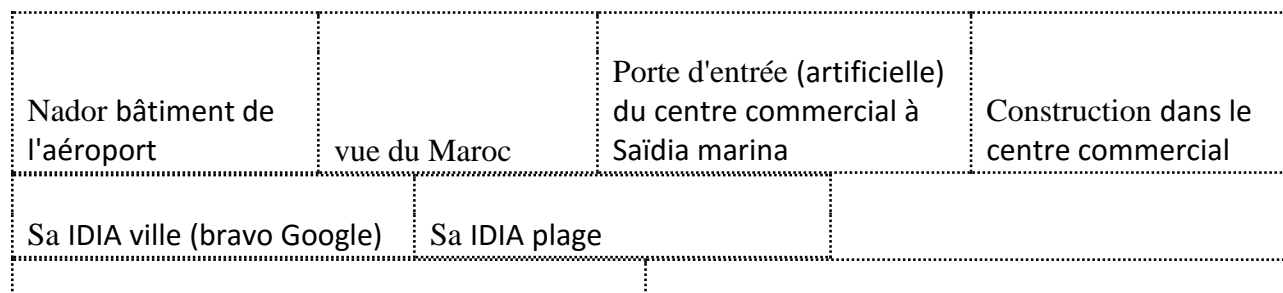 Nador bâtiment de
l'aéroport
vue du Maroc
Porte d'entrée (artificielle)
du centre commercial à
Saïdia marina
Construction dans le
centre commercial
Sa IDIA ville (bravo Google)
Sa IDIA plage